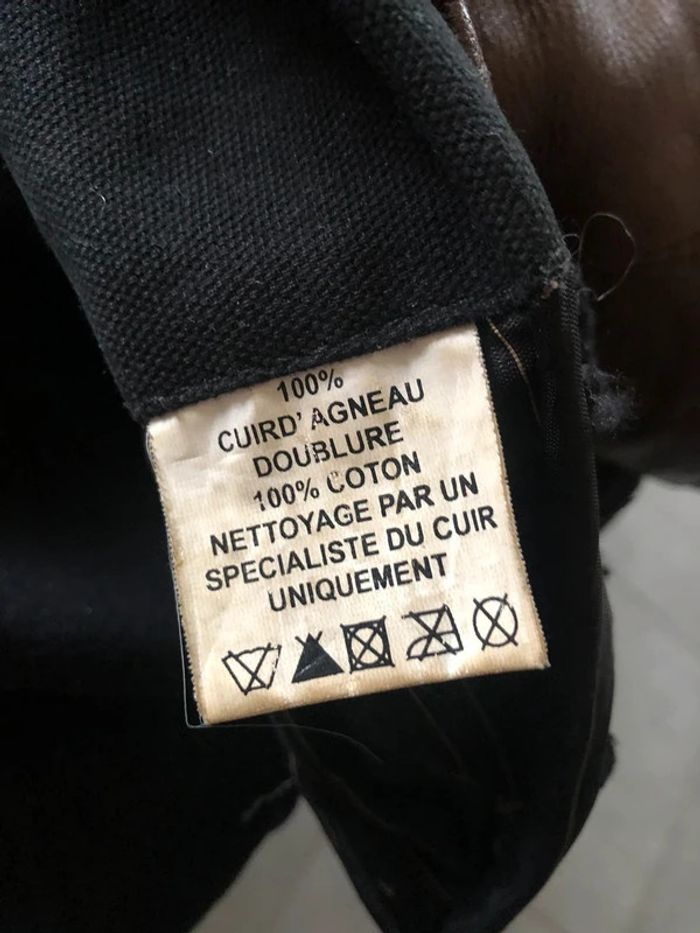 100%
CUIRD' AGNEAU
DOUBLURE
100% COTON
NETTOYAGE PAR UN
SPECIALISTE DU CUIR
UNIQUEMENT